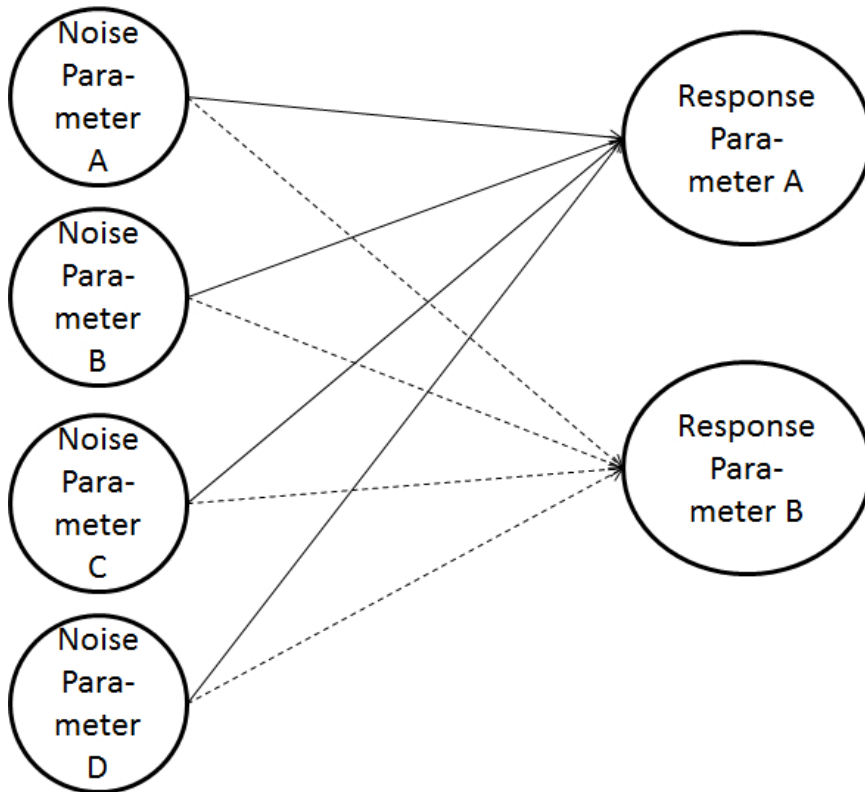 Noise
Para-
meter
A
Noise
Para-
meter
B
Noise
Para-
meter
C
Noise
Para-
meter
D
Response
Para-
meter A
Response
Para-
meter B